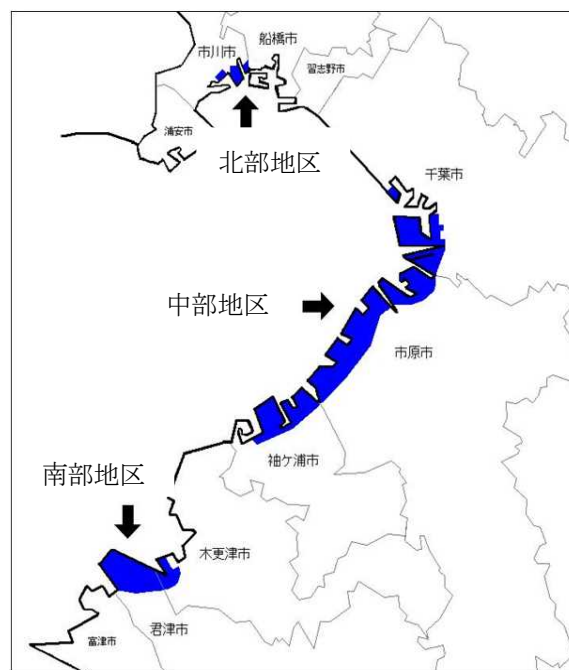 船橋市
市川市
習志野市
浦安市
北部地区
千葉市
中部地区
市原市
袖ケ浦市
南部地区
木更津市
君津市
富津市